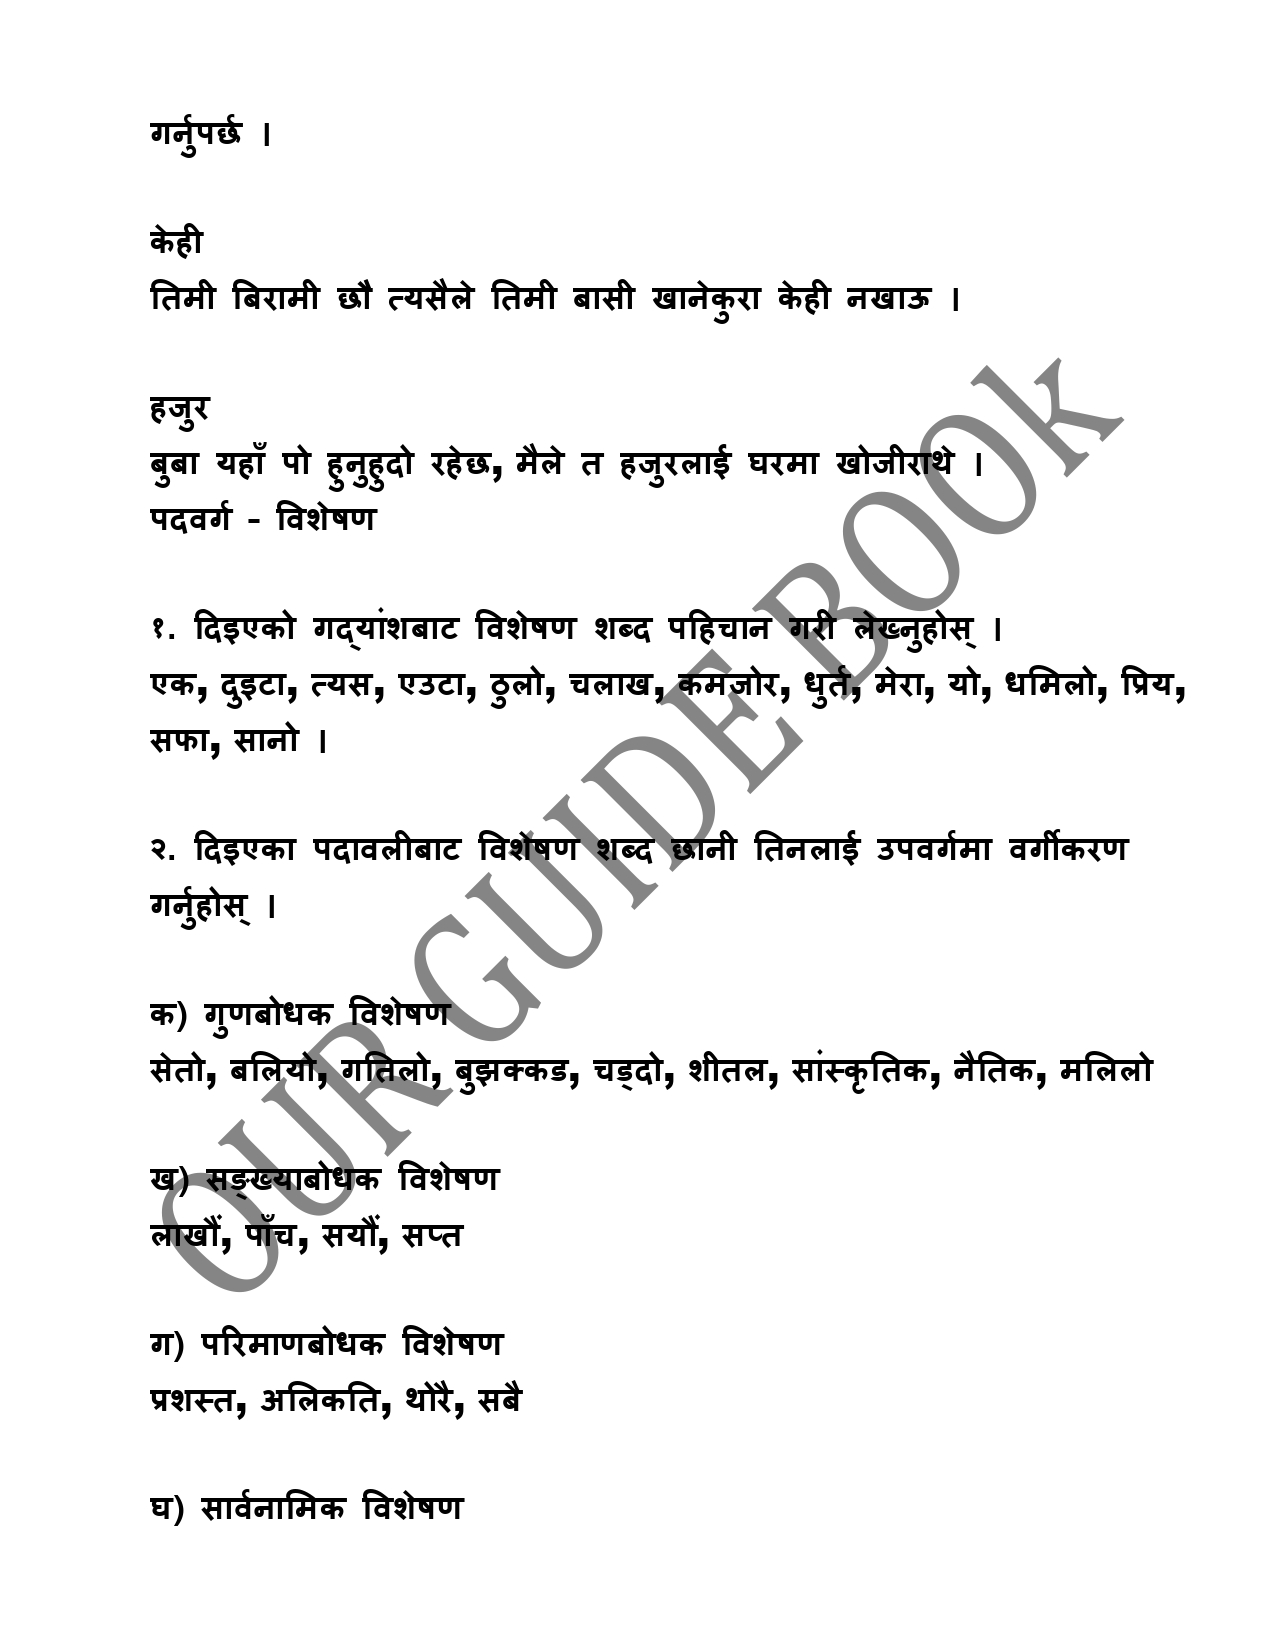 गर्नुपर्छ ।
केही
तिमी बिरामी छौ त्यसैले तिमी बासी खानेकुरा केही नखाऊ ।
हजुर
बुबा यहाँ पो हुनुहुदो रहेछ, मैले त हजुरलाई घरमा खोजीराथे ।
पदवर्ग - विशेषण
१. दिइएको गद्‌यांशबाट विशेषण शब्द पहिचान गरी लेख्नुहोस् ।
एक, दुइटा, त्यस, एउटा, ठुलो, चलाख, कमजोर, धुर्त, मेरा, यो, धमिलो, प्रिय,
सफा, सानो ।
२. दिइएका पदावलीबाट विशेषण शब्द छानी तिनलाई उपवर्गमा वर्गीकरण
गर्नुहोस् ।
क) गुणबोधक विशेषण
सेतो, बलियो, गतिलो, बुझक्कड, चड्दो, शीतल, सांस्कृतिक, नैतिक, मलिलो
ख) सङ्ख्याबोधक विशेषण
लाखौं, पाँच, सयौं, सप्त
ग) परिमाणबोधक विशेषण
प्रशस्त, अलिकति, थोरै, सबै
घ) सार्वनामिक विशेषण
OUR GUIDE BOOk